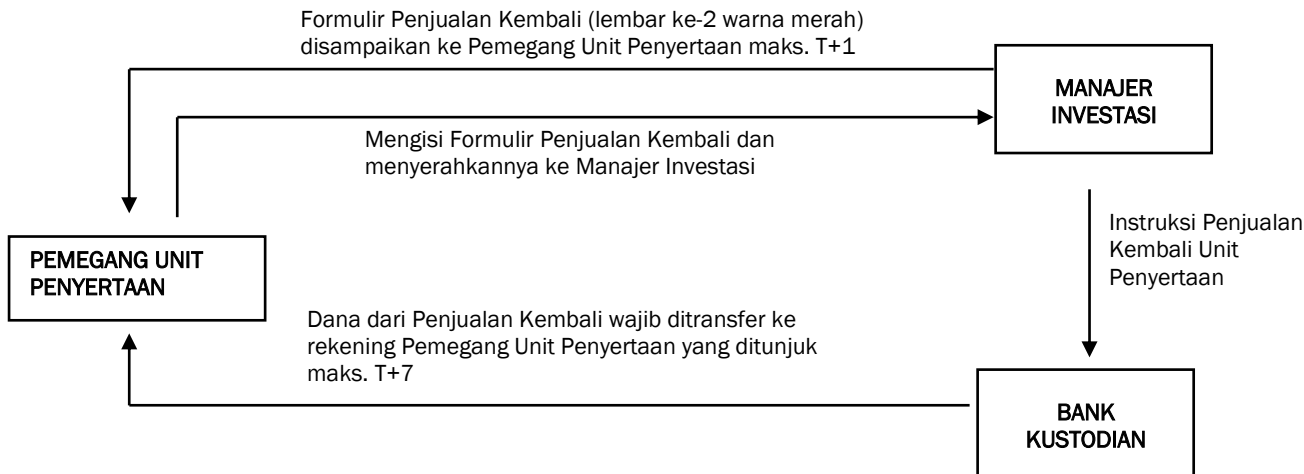 Formulir Penjualan Kembali (lembar ke-2 warna merah)
disampaikan ke Pemegang Unit Penyertaan maks. T+1
MANAJER
INVESTASI
Mengisi Formulir Penjualan Kembali dan
menyerahkannya ke Manajer Investasi
Instruksi Penjualan
Kembali Unit
Penyertaan
PEMEGANG UNIT
PENYERTAAN
Dana dari Penjualan Kembali wajib ditransfer ke
rekening Pemegang Unit Penyertaan yang ditunjuk
maks. T+7
BANK
KUSTODIAN